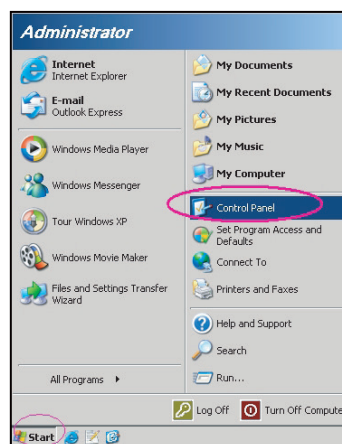 Administrator
Internet
Internet Explorer
E-mail
Outlook Express
Windows Media Player
Windows Messenger
Tour Windows XP
Windows Movie Maker
Files and Settings Transfer
Wizard
All Programs
My Documents
My Recent Documents
My Pictures
My Music
My Computer
Control Panel
Set Program Access and
Defaults
Connect To
Printers and Faxes
Help and Support
Search
Run...
Log Off
Turn Off Compute
Start